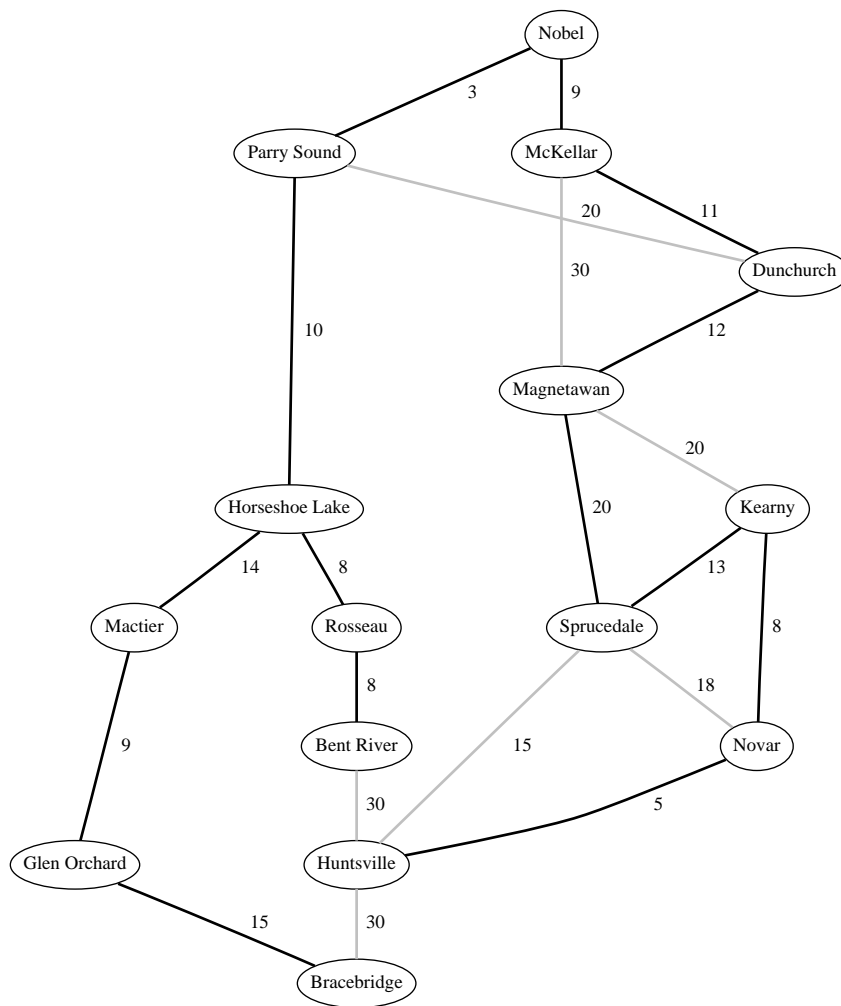 Nobel
3
9
Parry Sound
McKellar
20
11
Dunchurch
30
10
12
Magnetawan
20
Horseshoe Lake
Kearny
20
14
8
13
Mactier
Rosseau
Sprucedale
8
8
18
Bent River
Novar
9
15
30
5
Glen Orchard
Huntsville
15
30
Bracebridge